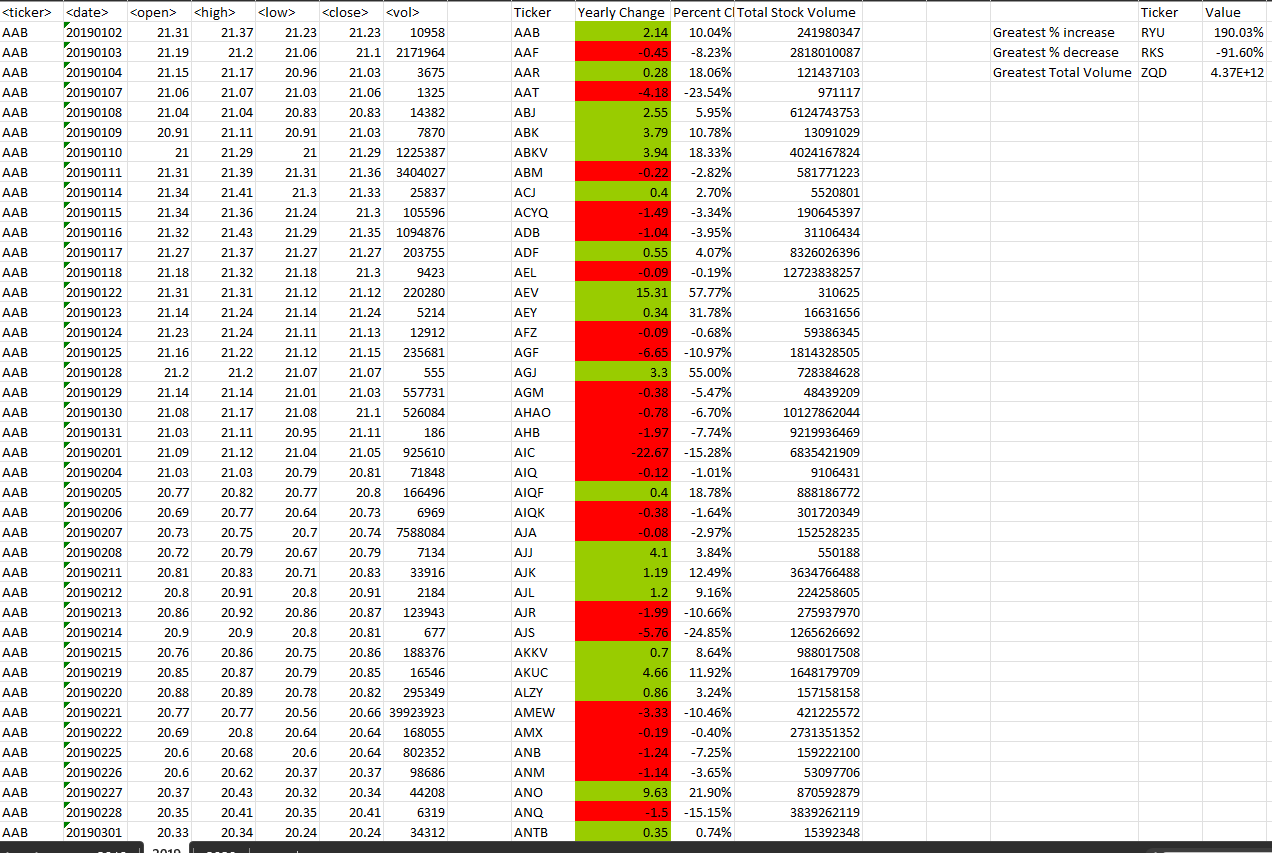 <ticker> <date> <open> <high> <low> <close> <vol> Ticker Yearly Change Percent Cl Total Stock Volume Ticker Value
AAB 20190102 21.31 21.37 21.23 21.23 10958 AAB 2.14 10.04% 241980347 Greatest % increase RYU 190.03%
AAB 20190103 21.19 21.2 21.06 21.1 2171964 AAF -0.45 -8.23% 2818010087 Greatest % decrease RKS -91.60%
AAB 20190104 21.15 21.17 20.96 21.03 3675 AAR 0.28 18.06% 121437103 Greatest Total Volume ZQD 4.37E+12
AAB 20190107 21.06 21.07 21.03 21.06 1325 AAT -4.18 -23.54% 971117
AAB 20190108 21.04 21.04 20.83 20.83 14382 ABJ 2.55 5.95% 6124743753
AAB 20190109 20.91 21.11 20.91 21.03 7870 ABK 3.79 10.78% 13091029
AAB 20190110 21 21.29 21 21.29 1225387 ABKV 3.94 18.33% 4024167824
AAB 20190111 21.31 21.39 21.31 21.36 3404027 ABM -0.22 -2.82% 581771223
AAB 20190114 21.34 21.41 21.3 21.33 25837 ACJ 0.4 2.70% 5520801
AAB 20190115 21.34 21.36 21.24 21.3 105596 ACYQ -1.49 -3.34% 190645397
AAB 20190116 21.32 21.43 21.29 21.35 1094876 ADB -1.04 -3.95% 31106434
AAB 20190117 21.27 21.37 21.27 21.27 203755 ADF 0.55 4.07% 8326026396
AAB 20190118 21.18 21.32 21.18 21.3 9423 AEL -0.09 -0.19% 12723838257
AAB 20190122 21.31 21.31 21.12 21.12 220280 AEV 15.31 57.77% 310625
AAB 20190123 21.14 21.24 21.14 21.24 5214 AEY 0.34 31.78% 16631656
AAB 20190124 21.23 21.24 21.11 21.13 12912 AFZ -0.09 -0.68% 59386345
AAB 20190125 21.16 21.22 21.12 21.15 235681 AGF -6.65 -10.97% 1814328505
AAB 20190128 21.2 21.2 21.07 21.07 555 AGJ 3.3 55.00% 728384628
AAB 20190129 21.14 21.14 21.01 21.03 557731 AGM -0.38 -5.47% 48439209
AAB 20190130 21.08 21.17 21.08 21.1 526084 AHAO -0.78 -6.70% 10127862044
AAB 20190131 21.03 21.11 20.95 21.11 186 AHB -1.97 -7.74% 9219936469
AAB 20190201 21.09 21.12 21.04 21.05 925610 AIC -22.67 -15.28% 6835421909
AAB 20190204 21.03 21.03 20.79 20.81 71848 AIQ -0.12 -1.01% 9106431
AAB 20190205 20.77 20.82 20.77 20.8 166496 AIQF 0.4 18.78% 888186772
AAB 20190206 20.69 20.77 20.64 20.73 6969 AIQK -0.38 -1.64% 301720349
AAB 20190207 20.73 20.75 20.7 20.74 7588084 AJA -0.08 -2.97% 152528235
AAB 20190208 20.72 20.79 20.67 20.79 7134 AJJ 4.1 3.84% 550188
AAB 20190211 20.81 20.83 20.71 20.83 33916 AJK 1.19 12.49% 3634766488
AAB 20190212 20.8 20.91 20.8 20.91 2184 AJL 1.2 9.16% 224258605
AAB 20190213 20.86 20.92 20.86 20.87 123943 AJR -1.99 -10.66% 275937970
AAB 20190214 20.9 20.9 20.8 20.81 677 AJS -5.76 -24.85% 1265626692
AAB 20190215 20.76 20.86 20.75 20.86 188376 AKKV 0.7 8.64% 988017508
AAB 20190219 20.85 20.87 20.79 20.85 16546 AKUC 4.66 11.92% 1648179709
AAB 20190220 20.88 20.89 20.78 20.82 295349 ALZY 0.86 3.24% 157158158
AAB 20190221 20.77 20.77 20.56 20.66 39923923 AMEW -3.33 -10.46% 421225572
AAB 20190222 20.69 20.8 20.64 20.64 168055 AMX -0.19 -0.40% 2731351352
AAB 20190225 20.6 20.68 20.6 20.64 802352 ANB -1.24 -7.25% 159222100
AAB 20190226 20.6 20.62 20.37 20.37 98686 ANM -1.14 -3.65% 53097706
AAB 20190227 20.37 20.43 20.32 20.34 44208 ANO 9.63 21.90% 870592879
AAB 20190228 20.35 20.41 20.35 20.41 6319 ANQ -1.5 -15.15% 3839262119
AAB 20190301 20.33 20.34 20.24 20.24 34312 ANTB 0.35 0.74% 15392348